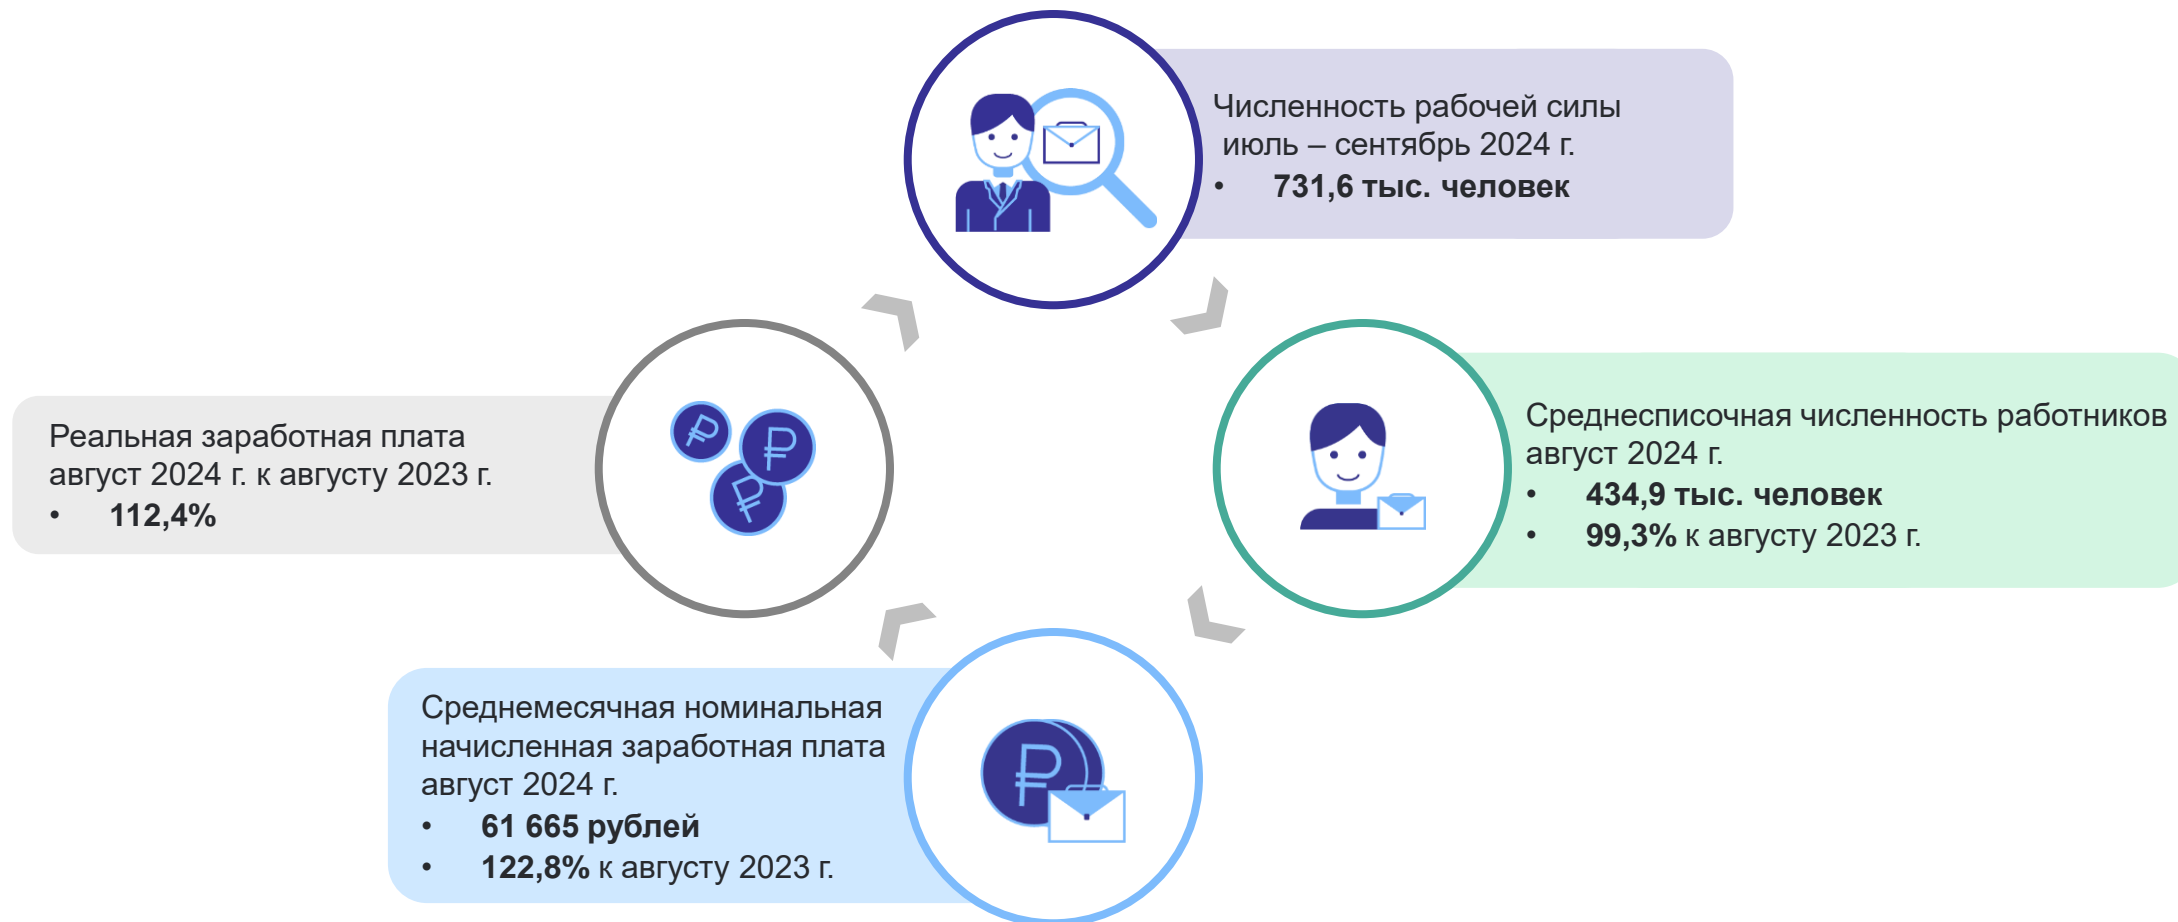 Численность рабочей силы
июль – сентябрь 2024 г.
• 731,6 тыс. человек
Среднесписочная численность работников
август 2024 г.
• 434,9 тыс. человек
• 99,3% к августу 2023 г.
Среднемесячная номинальная
начисленная заработная плата
август 2024 г.
• 61 665 рублей
• 122,8% к августу 2023 г.
Реальная заработная плата
август 2024 г. к августу 2023 г.
• 112,4%